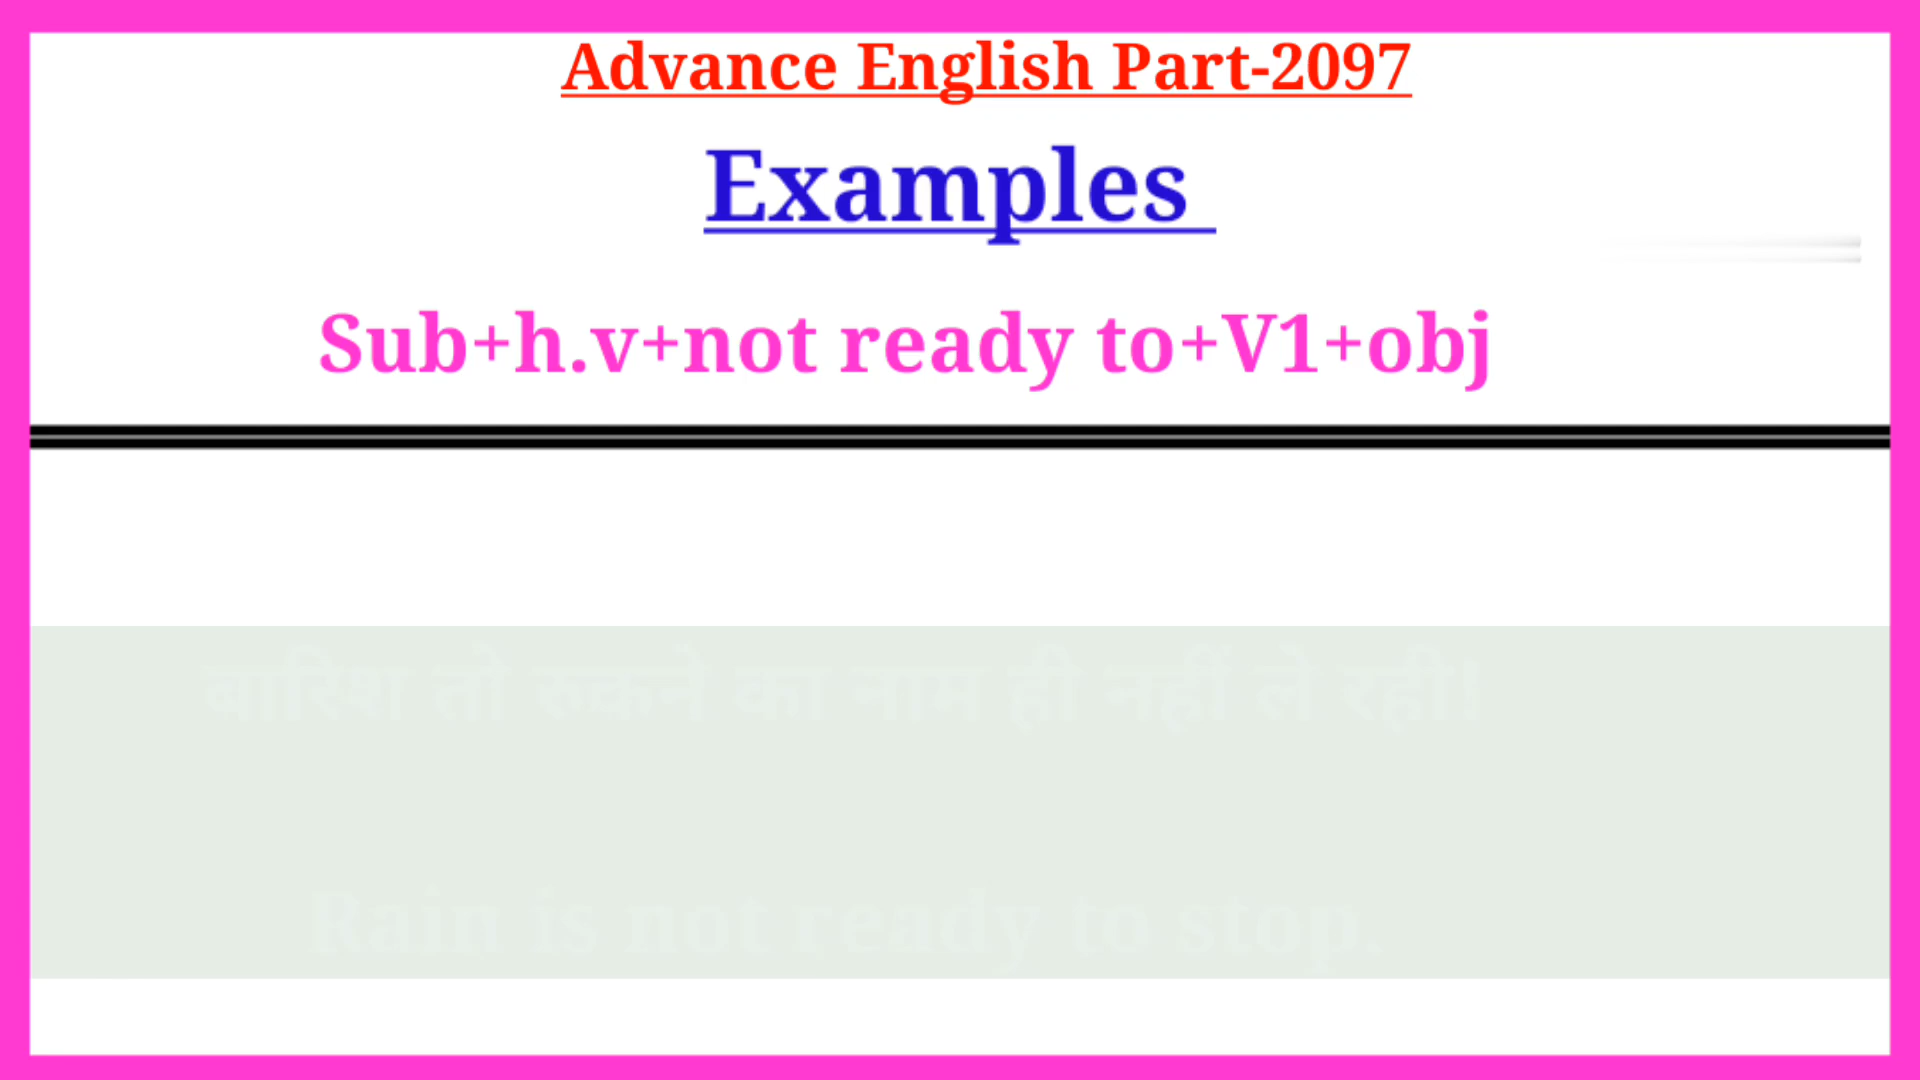 Advance English Part-2097
Examples
Sub+h.v+not ready to+V1+obj
बारिश तो रुकने का नाम ही नहीं ले रही!
Rain is not ready to stop.